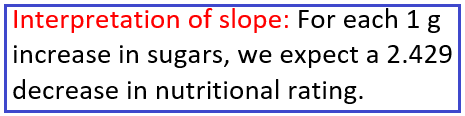 Interpretation of slope: For each 1 g
increase in sugars, we expect a 2.429
decrease in nutritional rating.